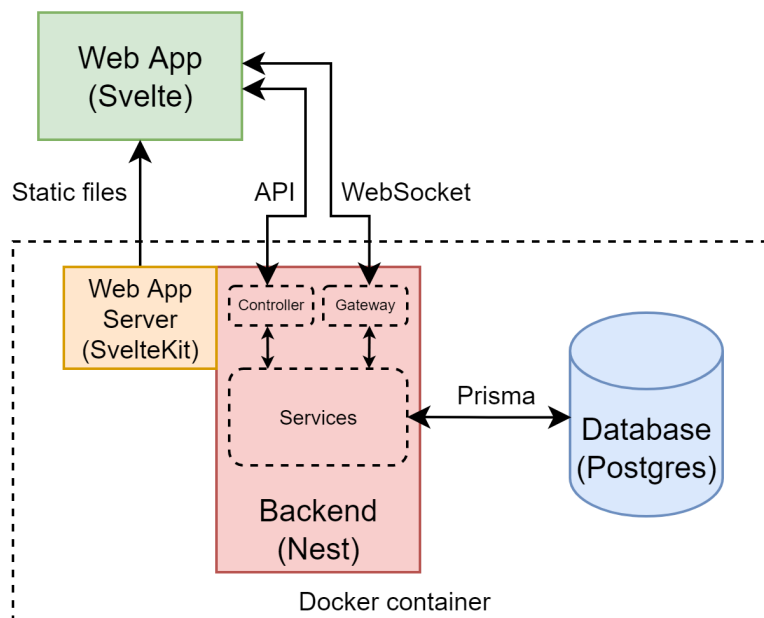 Web App
(Svelte)
Static files
API
WebSocket
Web App
Server
(SvelteKit)
Controller
Gateway
Services
Prisma
Database
(Postgres)
Backend
(Nest)
Docker container